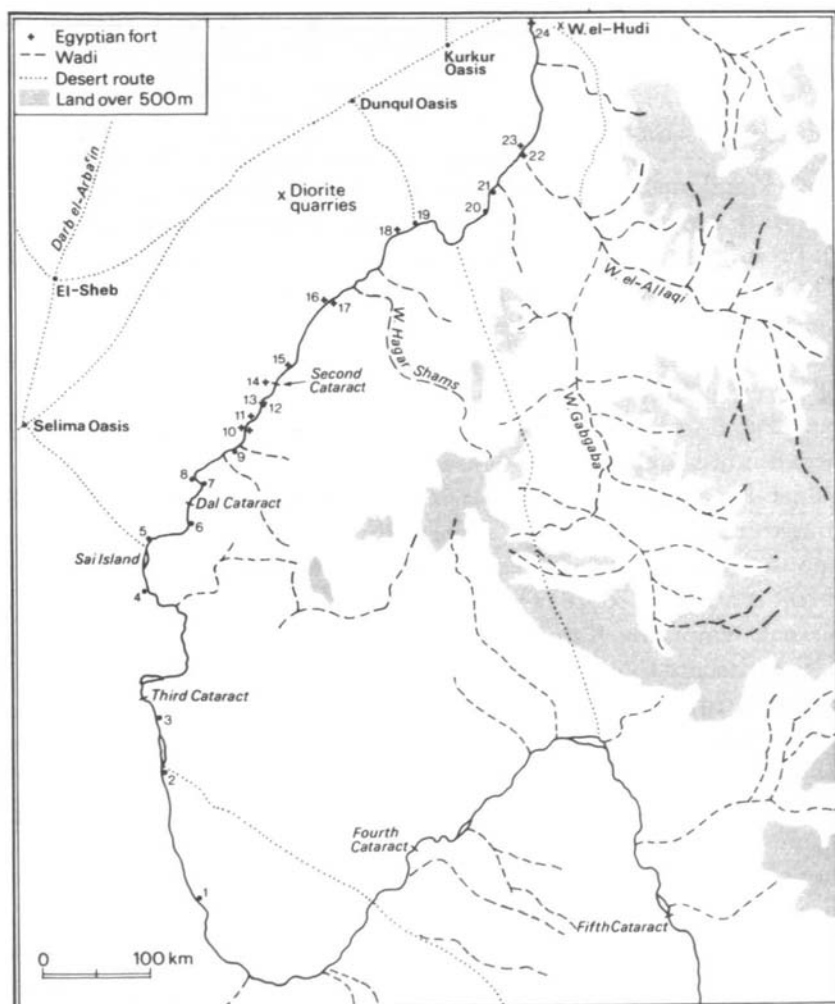 Egyptian fort
Wadi
Desert route
Land over 500m
24
W. el-Hudi
Kurkur
Oasis
Dunqul Oasis
Darb el-Arbaʿin
23
22
Diorite
quarries
21
20
19
18
El-Sheb
W. el-Allaqi
16
17
W. Hagar Shams
15
14
Second
Cataract
13
12
11
10
Selima Oasis
W. Gabgaba
9
8
7
Dal Cataract
6
5
Sai Island
4
Third Cataract
3
2
Fourth
Cataract
1
Fifth Cataract
0
100 km